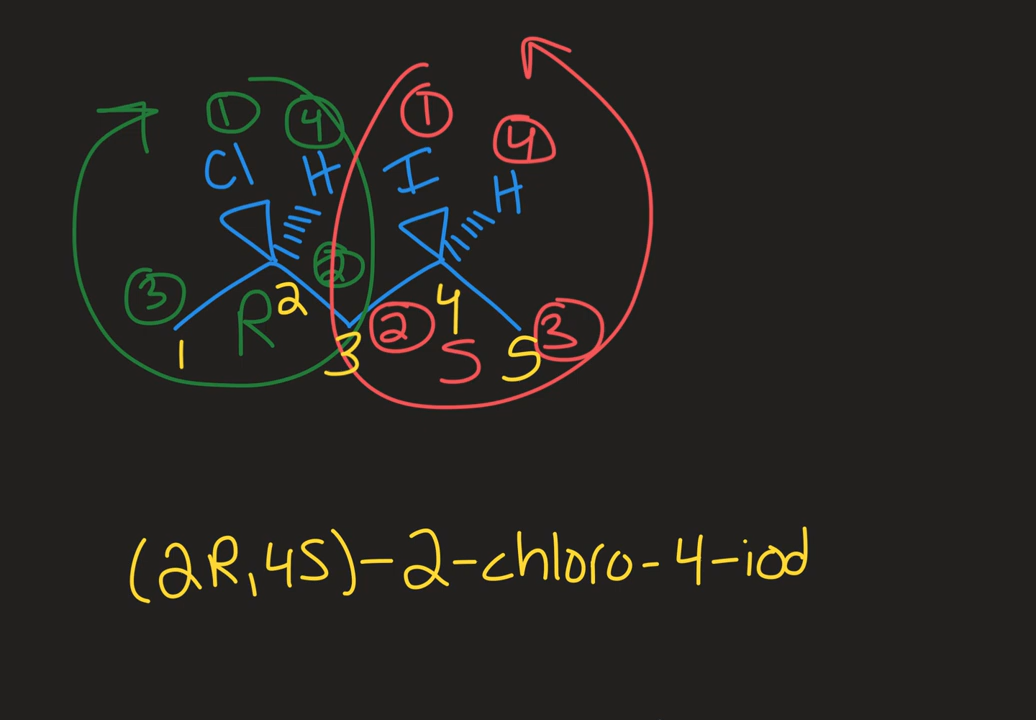 ① ④ ①
④
Cl H I H
③ ② 2 4 ② ③
1 R 3 S 5
(2R,4S)-2-chloro-4-iod